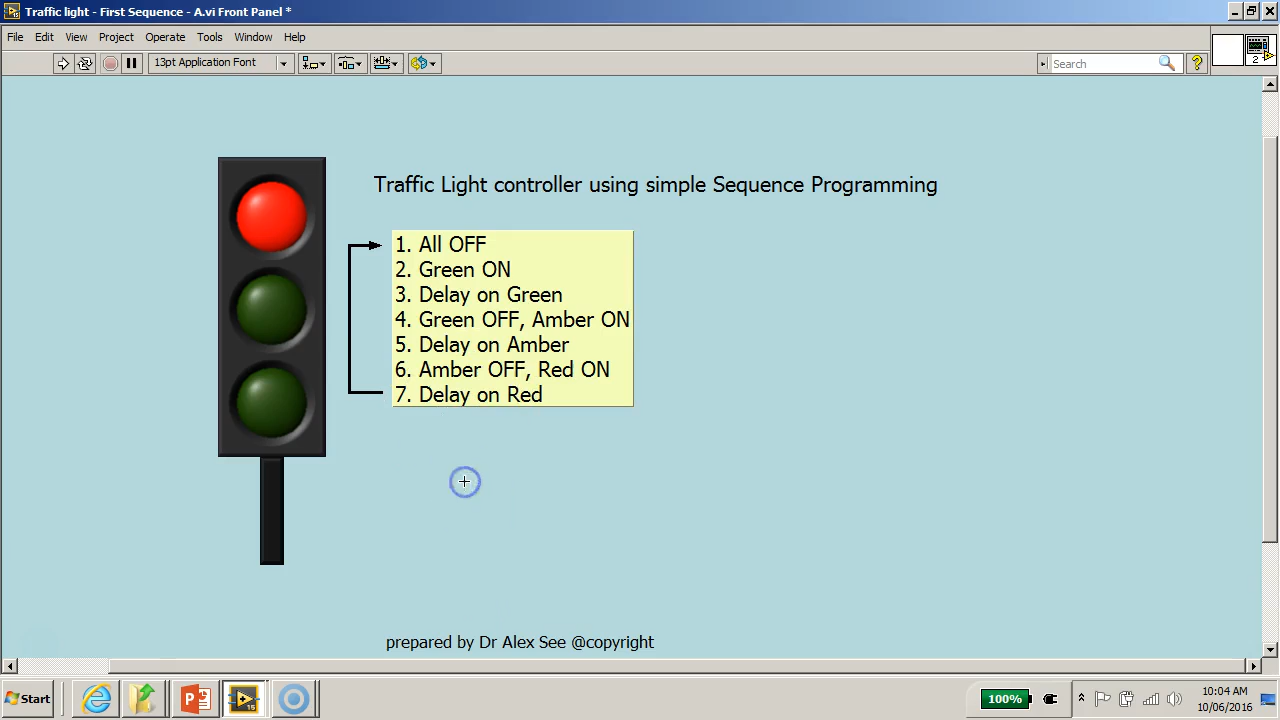 Traffic light - First Sequence - A.vi Front Panel *
File Edit View Project Operate Tools Window Help
13pt Application Font
Search
?
2
Traffic Light controller using simple Sequence Programming
1. All OFF
2. Green ON
3. Delay on Green
4. Green OFF, Amber ON
5. Delay on Amber
6. Amber OFF, Red ON
7. Delay on Red
prepared by Dr Alex See @copyright
Start
15
100%
10:04 AM
10/06/2016